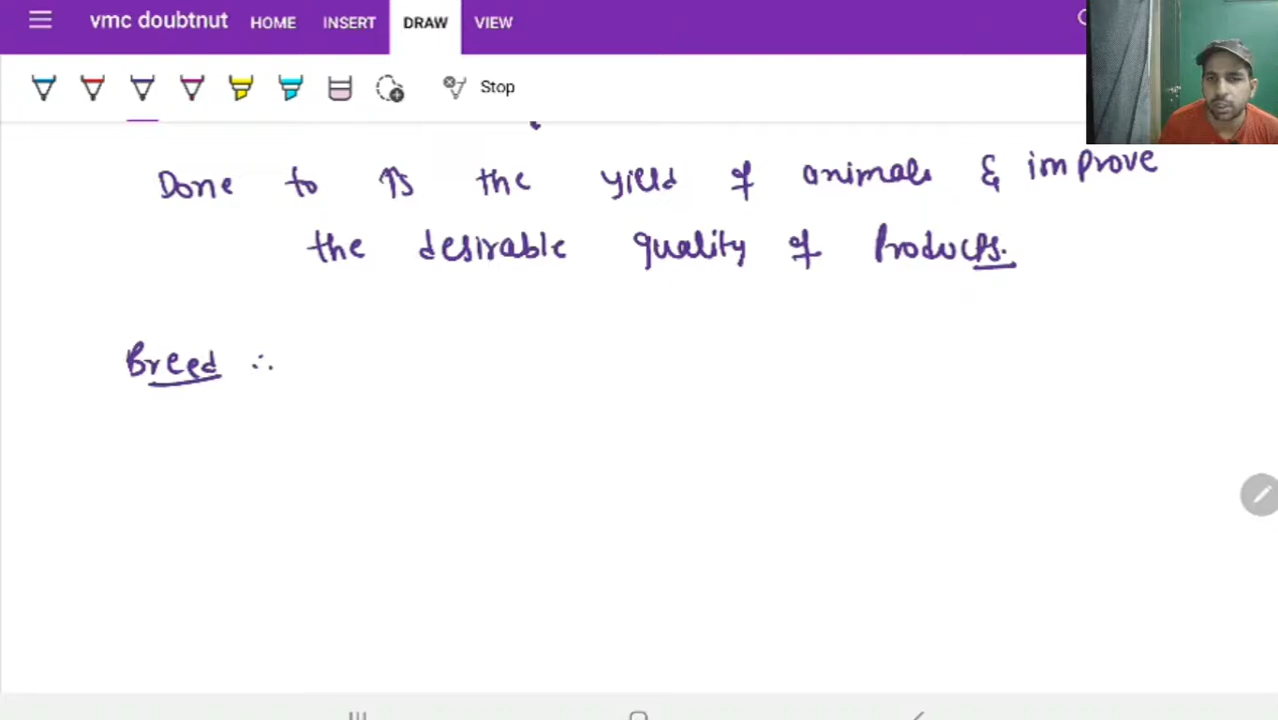 vmc doubtnut HOME INSERT DRAW VIEW
Stop
Done to ↑s the yield of animals & improve
the desirable quality of Products.
Breed ∴